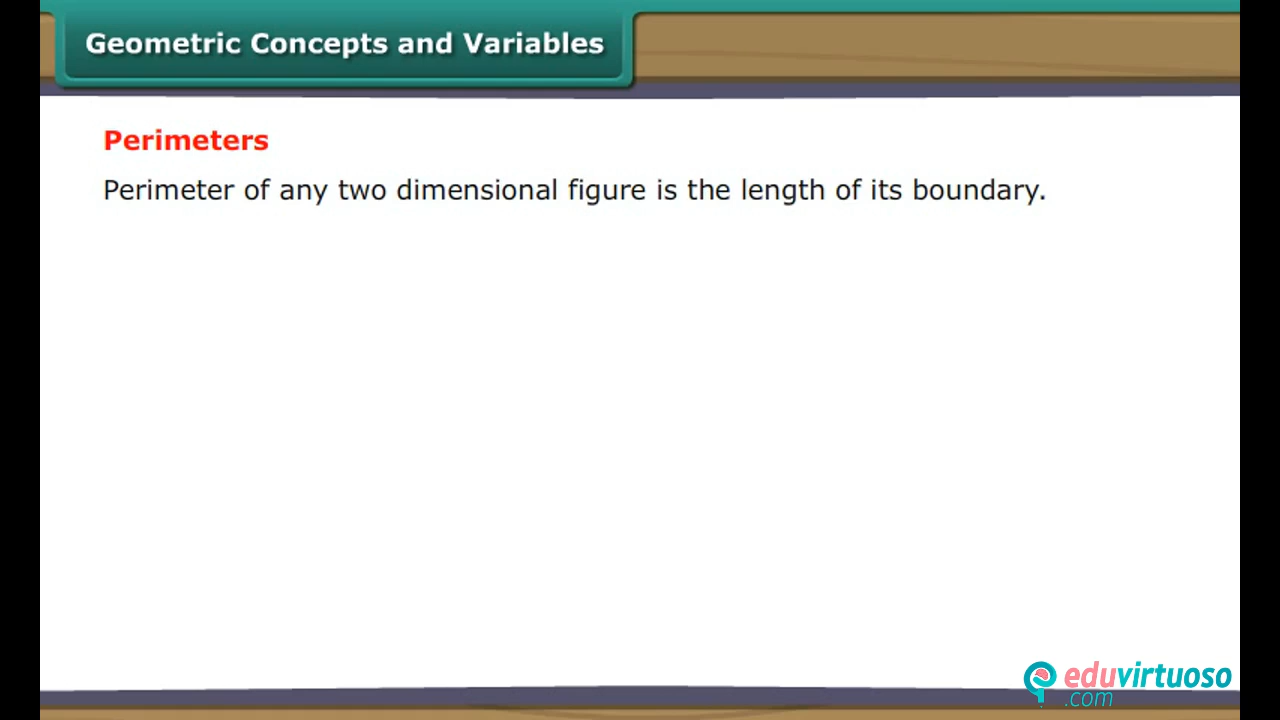 Geometric Concepts and Variables
Perimeters
Perimeter of any two dimensional figure is the length of its boundary.
eduvirtuoso
.com